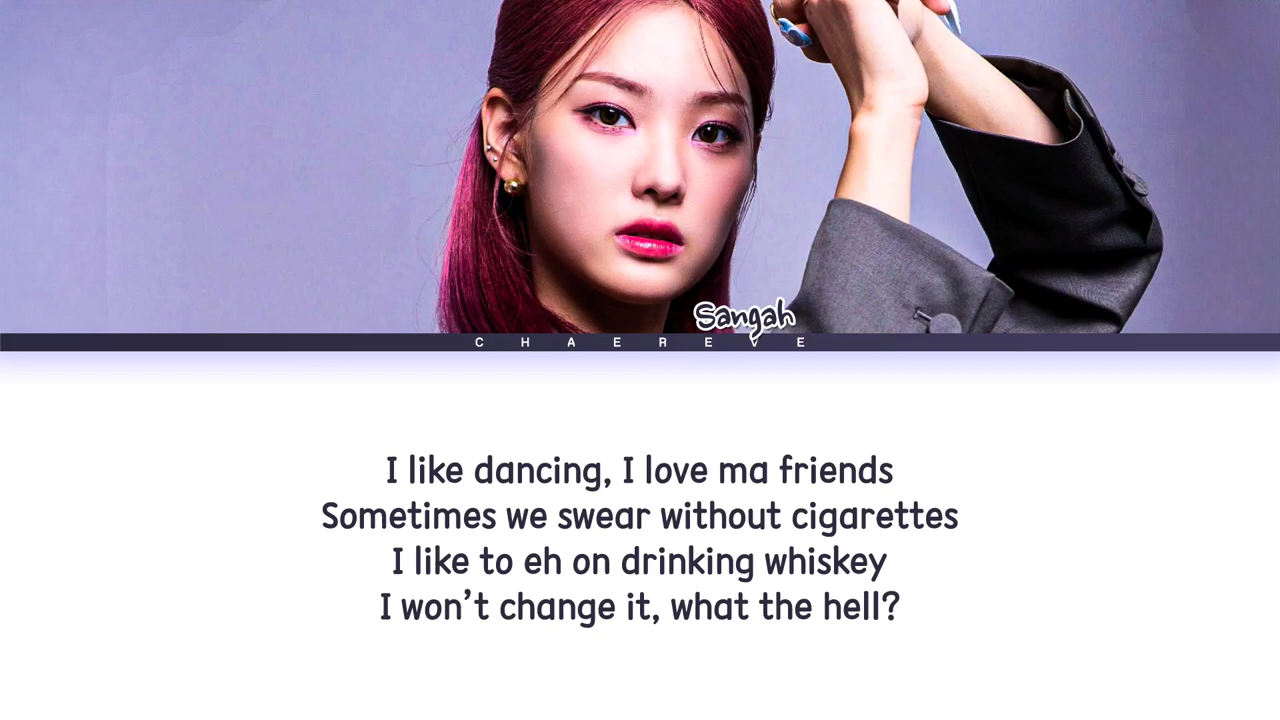 Sangah
CHAEREVE
I like dancing, I love ma friends
Sometimes we swear without cigarettes
I like to eh on drinking whiskey
I won’t change it, what the hell?